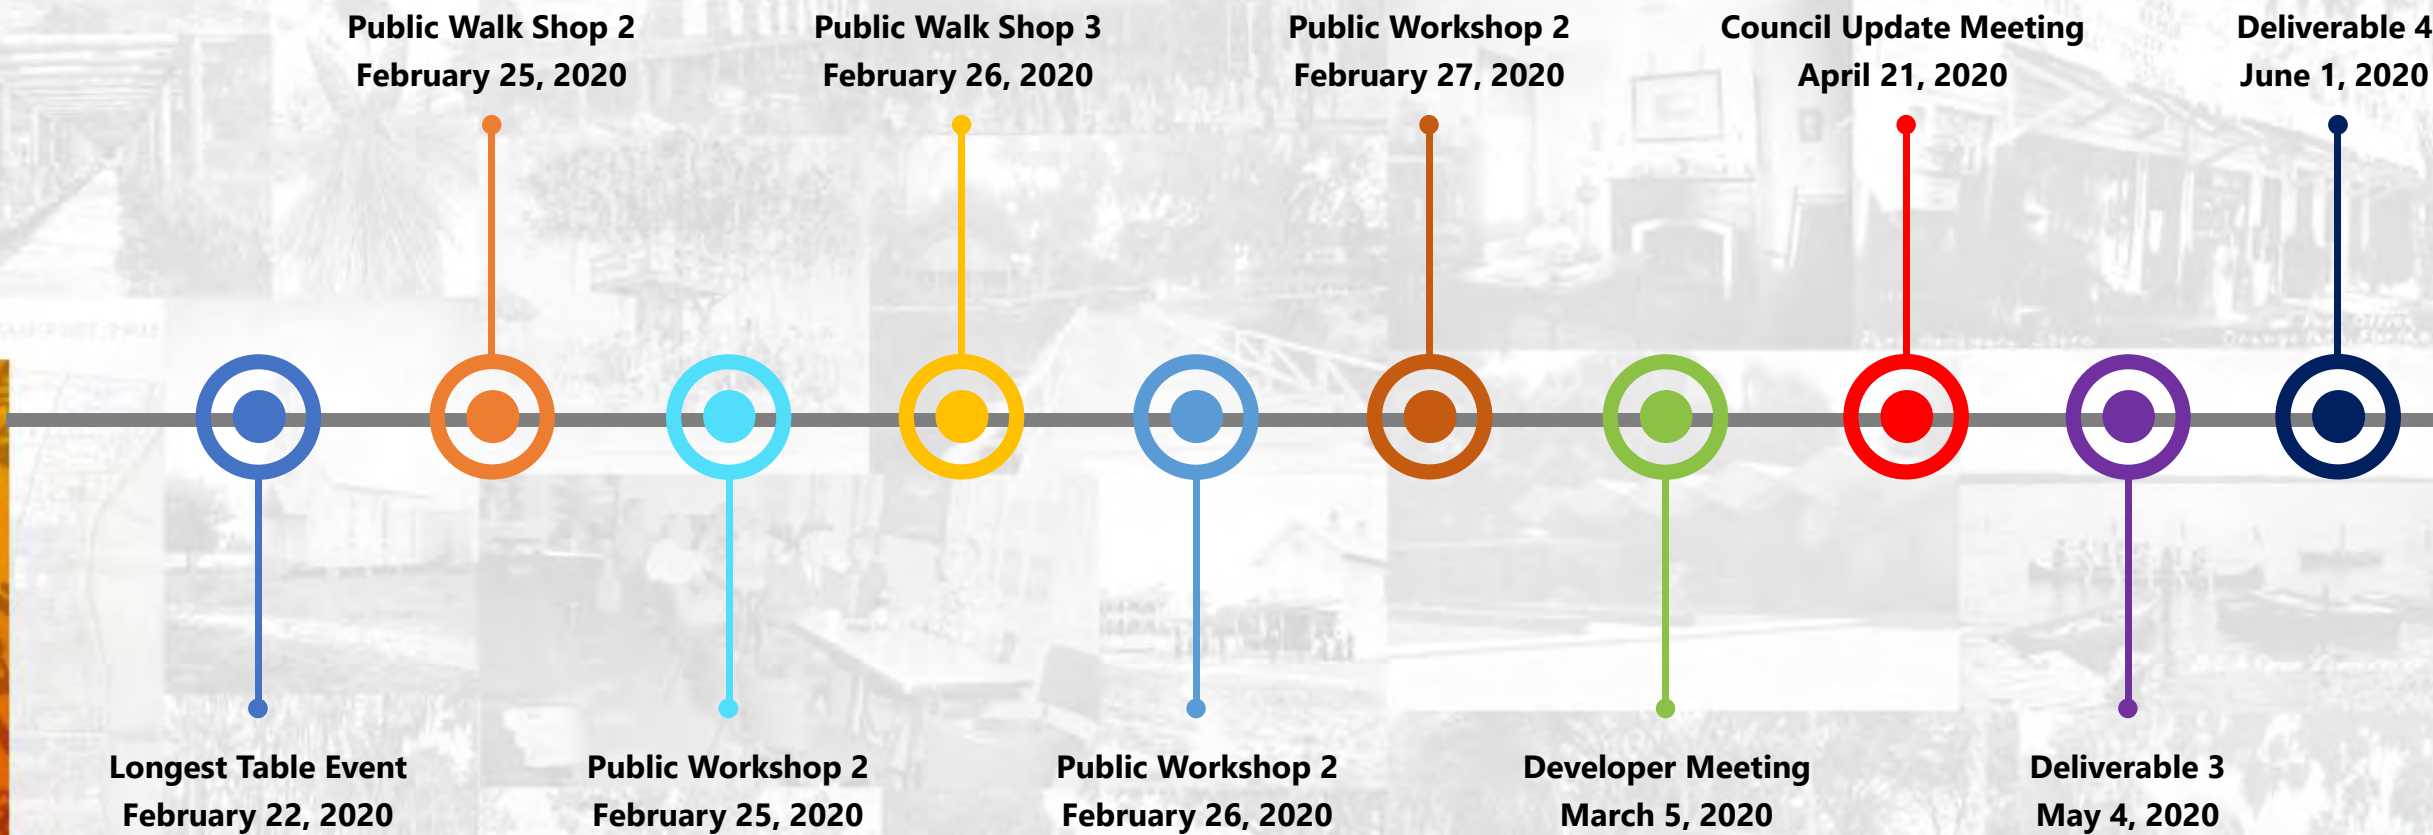 Public Walk Shop 2
February 25, 2020
Public Walk Shop 3
February 26, 2020
Public Workshop 2
February 27, 2020
Council Update Meeting
April 21, 2020
Deliverable 4
June 1, 2020
Longest Table Event
February 22, 2020
Public Workshop 2
February 25, 2020
Public Workshop 2
February 26, 2020
Developer Meeting
March 5, 2020
Deliverable 3
May 4, 2020